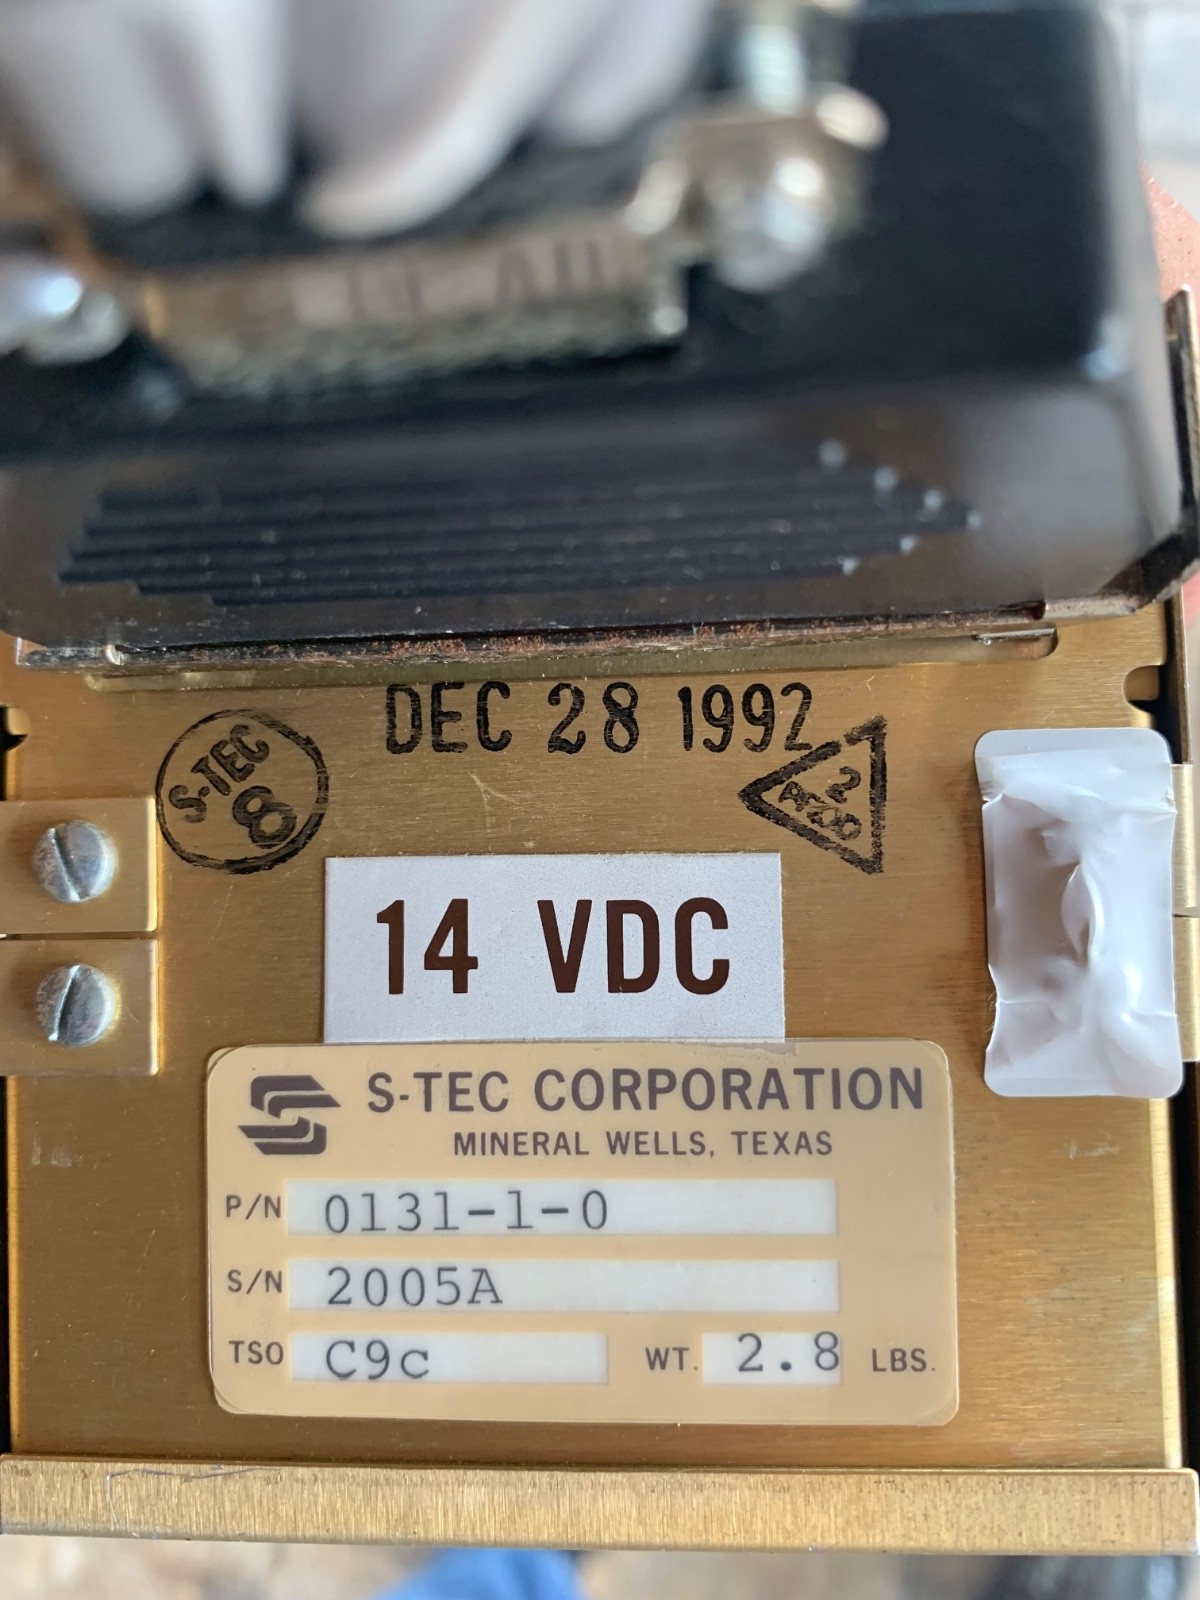 DEC 28 1992
S-TEC
8
14 VDC
S-TEC CORPORATION
MINERAL WELLS, TEXAS
P/N 0131-1-0
S/N 2005A
TSO C9c WT. 2.8 LBS.